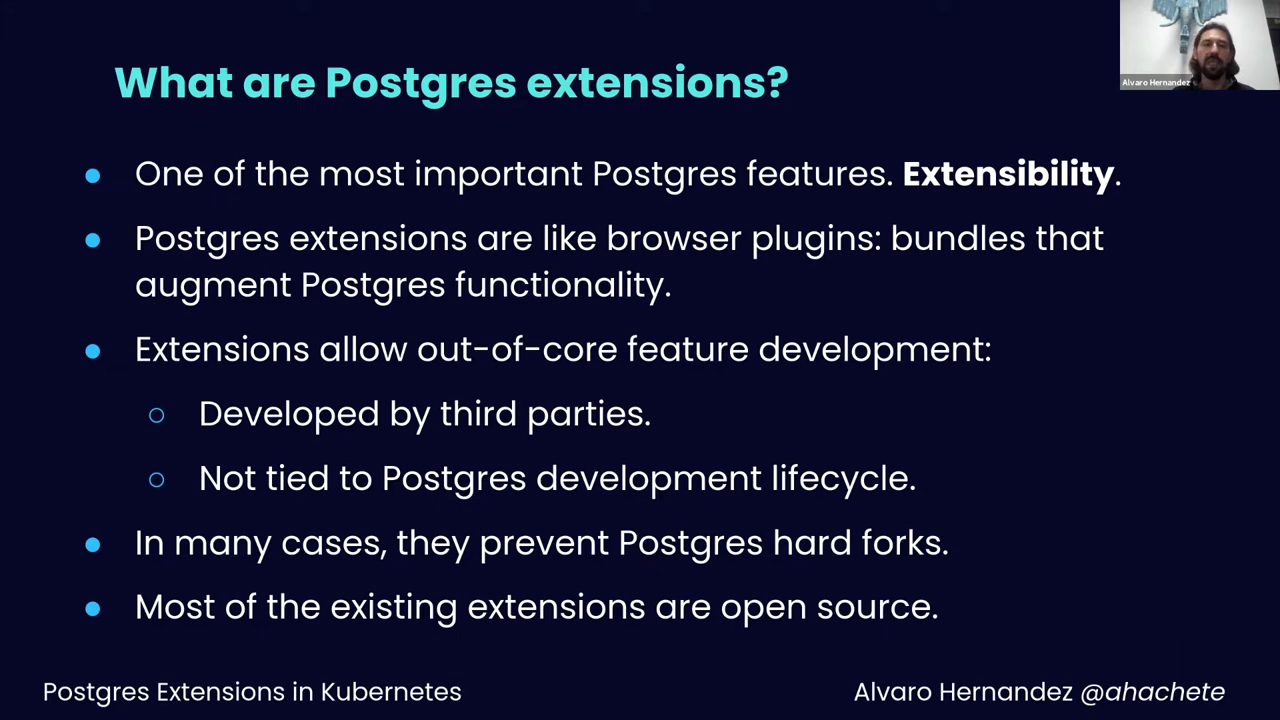 What are Postgres extensions?
Alvaro Hernandez
● One of the most important Postgres features. Extensibility.
● Postgres extensions are like browser plugins: bundles that
augment Postgres functionality.
● Extensions allow out-of-core feature development:
○ Developed by third parties.
○ Not tied to Postgres development lifecycle.
● In many cases, they prevent Postgres hard forks.
● Most of the existing extensions are open source.
Postgres Extensions in Kubernetes
Alvaro Hernandez @ahachete